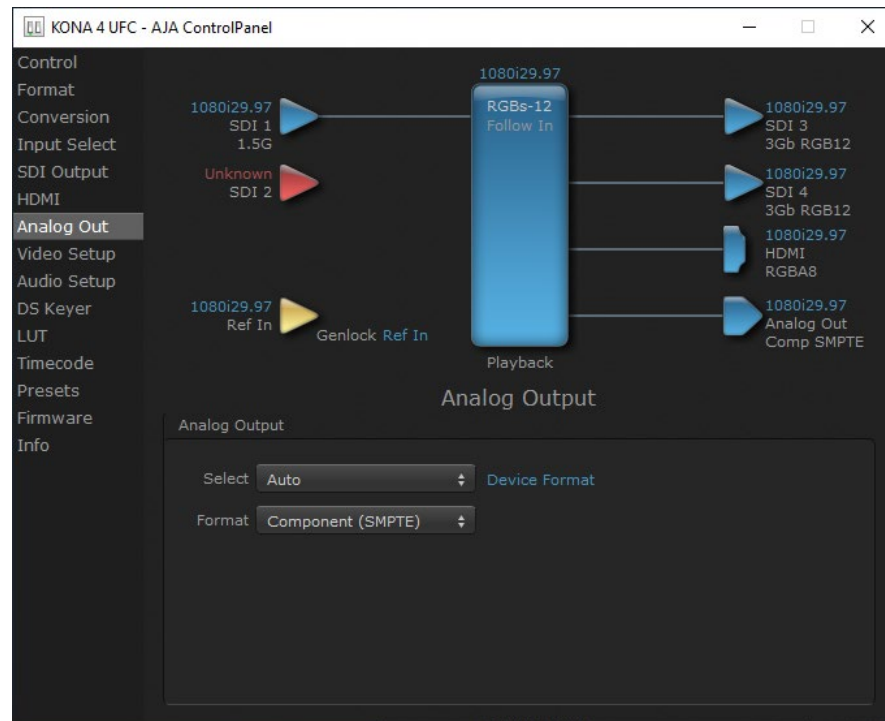 KONA 4 UFC - AJA ControlPanel
Control
Format
Conversion
Input Select
SDI Output
HDMI
Analog Out
Video Setup
Audio Setup
DS Keyer
LUT
Timecode
Presets
Firmware
Info
1080i29.97
SDI 1
1.5G
Unknown
SDI 2
1080i29.97
Ref In
Genlock Ref In
1080i29.97
RGBs-12
Follow In
Playback
1080i29.97
SDI 3
3Gb RGB12
1080i29.97
SDI 4
3Gb RGB12
1080i29.97
HDMI
RGBA8
1080i29.97
Analog Out
Comp SMPTE
Analog Output
Analog Output
Select Auto Device Format
Format Component (SMPTE)